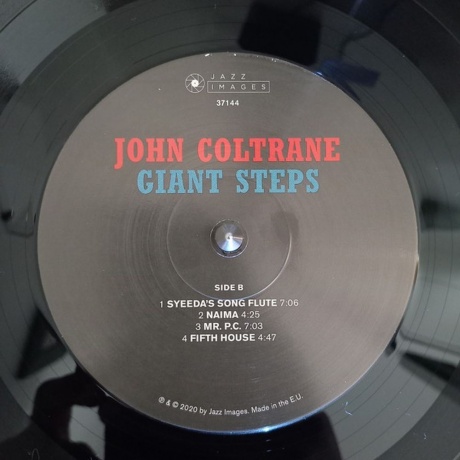 JAZZ
IMAGES
37144
JOHN COLTRANE
GIANT STEPS
SIDE B
1 SYEEDA'S SONG FLUTE 7:06
2 NAIMA 4:25
3 MR. P.C. 7:03
4 FIFTH HOUSE 4:47
℗ & © 2020 by Jazz Images. Made in the E.U.